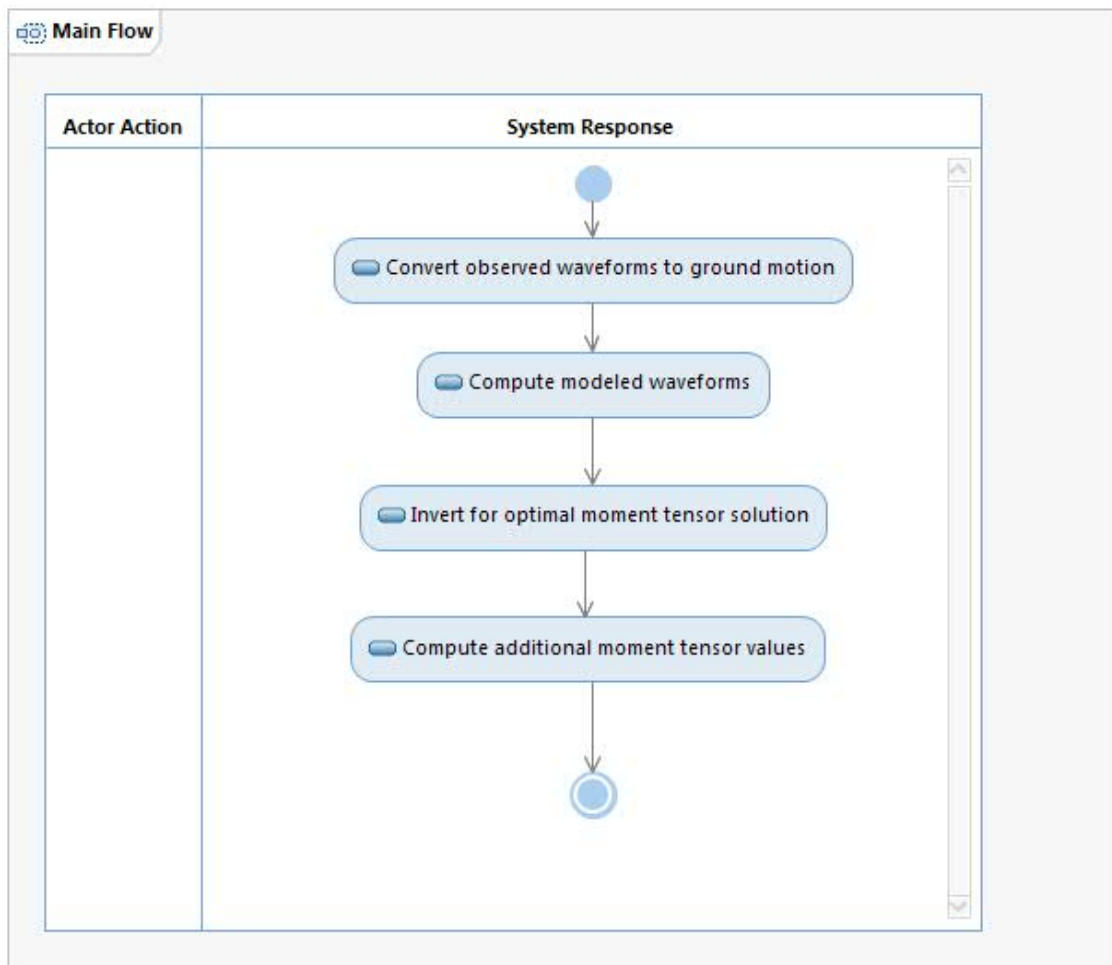 Main Flow
Actor Action
System Response
Convert observed waveforms to ground motion
Compute modeled waveforms
Invert for optimal moment tensor solution
Compute additional moment tensor values